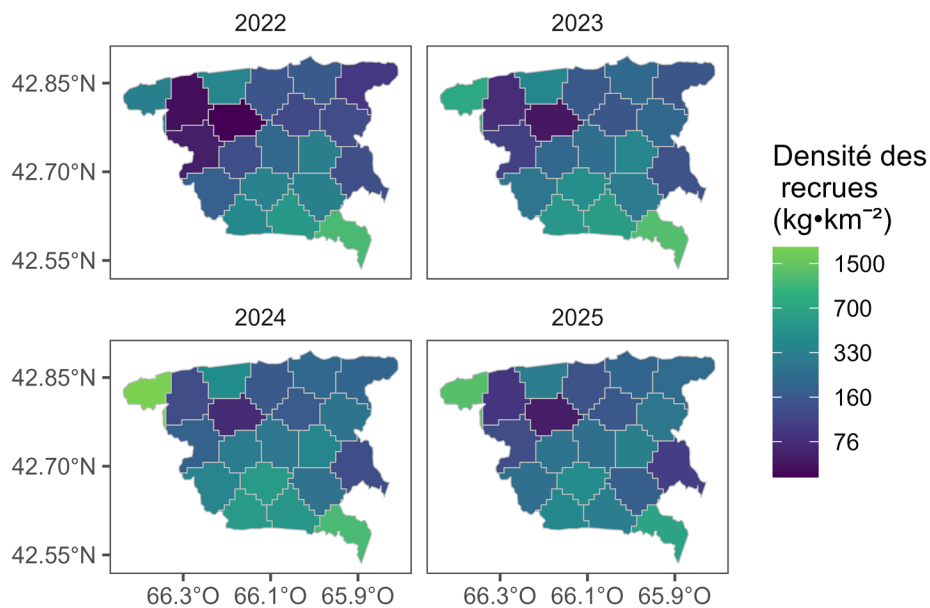 2022
2023
42.85°N
42.70°N
42.55°N
2024
2025
42.85°N
42.70°N
42.55°N
66.3°O 66.1°O 65.9°O
66.3°O 66.1°O 65.9°O
Densité des
recrues
(kg•km⁻²)
1500
700
330
160
76